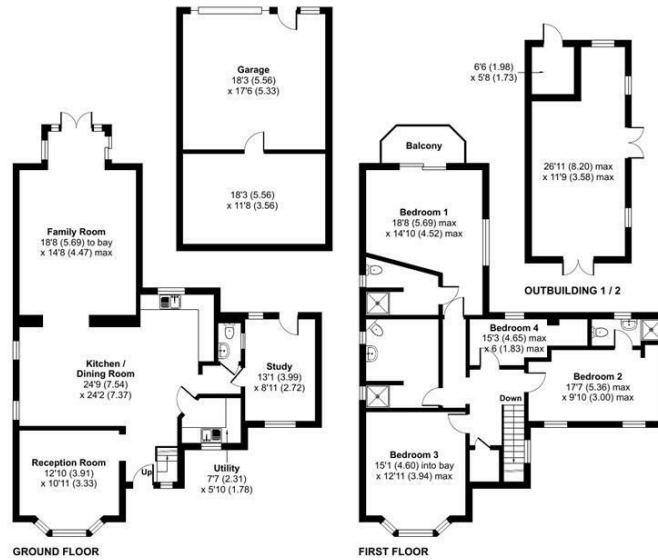 Garage
18'3 (5.56)
x 17'6 (5.33)
18'3 (5.56)
x 11'8 (3.56)
Family Room
18'8 (5.69) to bay
x 14'8 (4.47) max
Kitchen /
Dining Room
24'9 (7.54)
x 24'2 (7.37)
Study
13'1 (3.99)
x 8'11 (2.72)
Reception Room
12'10 (3.91)
x 10'11 (3.33)
Up
Utility
7'7 (2.31)
x 5'10 (1.78)
GROUND FLOOR
6'6 (1.98)
x 5'8 (1.73)
26'11 (8.20) max
x 11'9 (3.58) max
OUTBUILDING 1 / 2
Balcony
Bedroom 1
18'8 (5.69) max
x 14'10 (4.52) max
Bedroom 4
15'3 (4.65) max
x 6 (1.83) max
Bedroom 2
17'7 (5.36) max
x 9'10 (3.00) max
Down
Bedroom 3
15'1 (4.60) into bay
x 12'11 (3.94) max
FIRST FLOOR